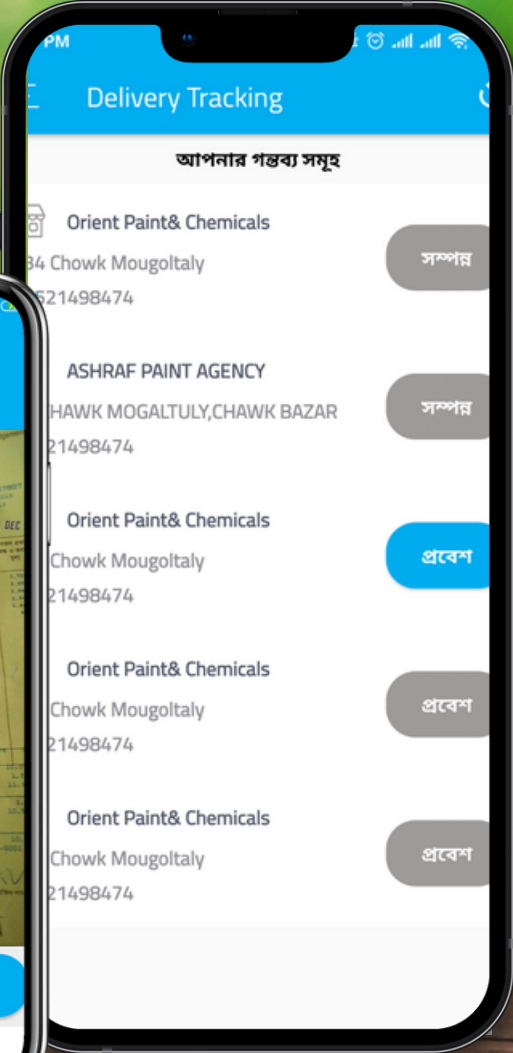 PM
Delivery Tracking
আপনার গন্তব্য সমূহ
Orient Paint& Chemicals
34 Chowk Mougoltaly
সম্পন্ন
521498474
ASHRAF PAINT AGENCY
HAWK MOGALTULY,CHAWK BAZAR
সম্পন্ন
21498474
Orient Paint& Chemicals
Chowk Mougoltaly
প্রবেশ
21498474
Orient Paint& Chemicals
Chowk Mougoltaly
প্রবেশ
21498474
Orient Paint& Chemicals
Chowk Mougoltaly
প্রবেশ
21498474
DEC